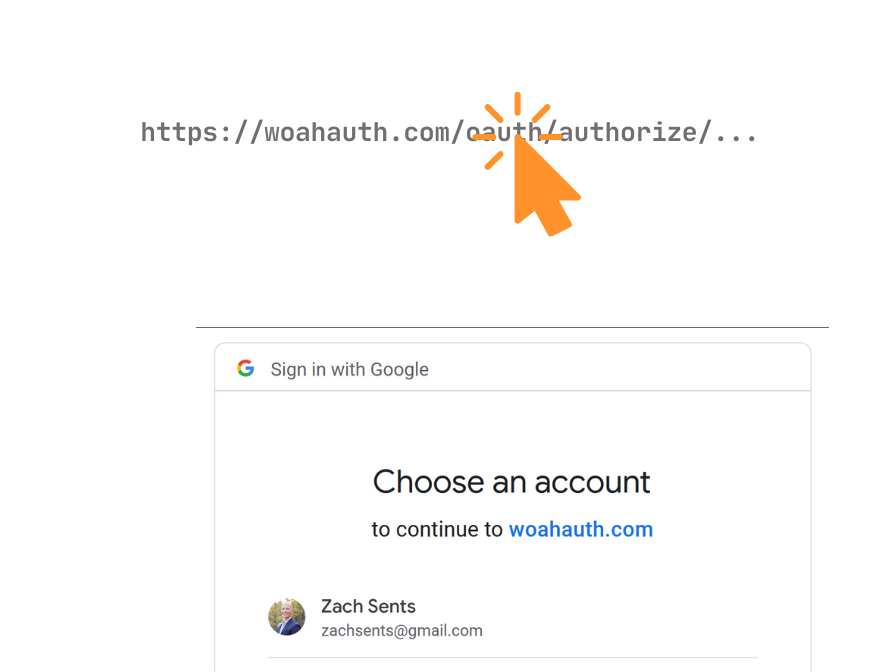 https://woahauth.com/oauth/authorize/...
Sign in with Google
Choose an account
to continue to woahauth.com
Zach Sents
zachsents@gmail.com